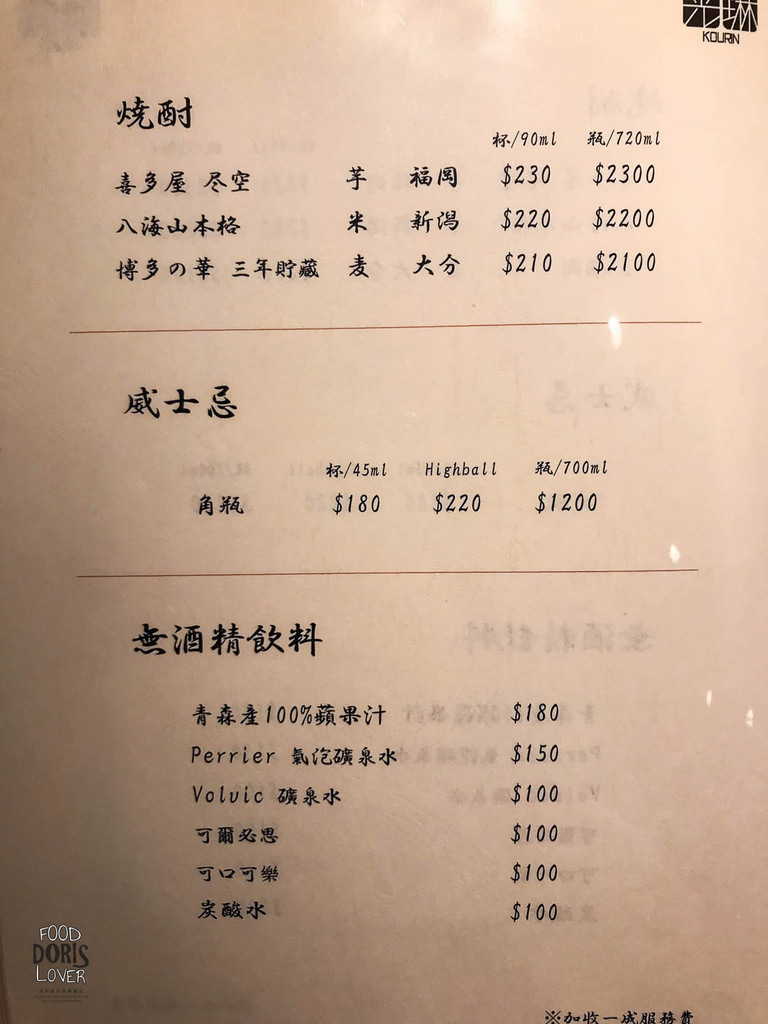 光琳
KOURIN
焼酎
杯/90ml 瓶/720ml
喜多屋 尽空 芋 福岡 $230 $2300
八海山本格 米 新潟 $220 $2200
博多の華 三年貯藏 麦 大分 $210 $2100
威士忌
杯/45ml Highball 瓶/700ml
角瓶 $180 $220 $1200
無酒精飲料
青森產100%蘋果汁 $180
Perrier 氣泡礦泉水 $150
Volvic 礦泉水 $100
可爾必思 $100
可口可樂 $100
炭酸水 $100
FOOD
DORIS
LOVER
※加收一成服務費